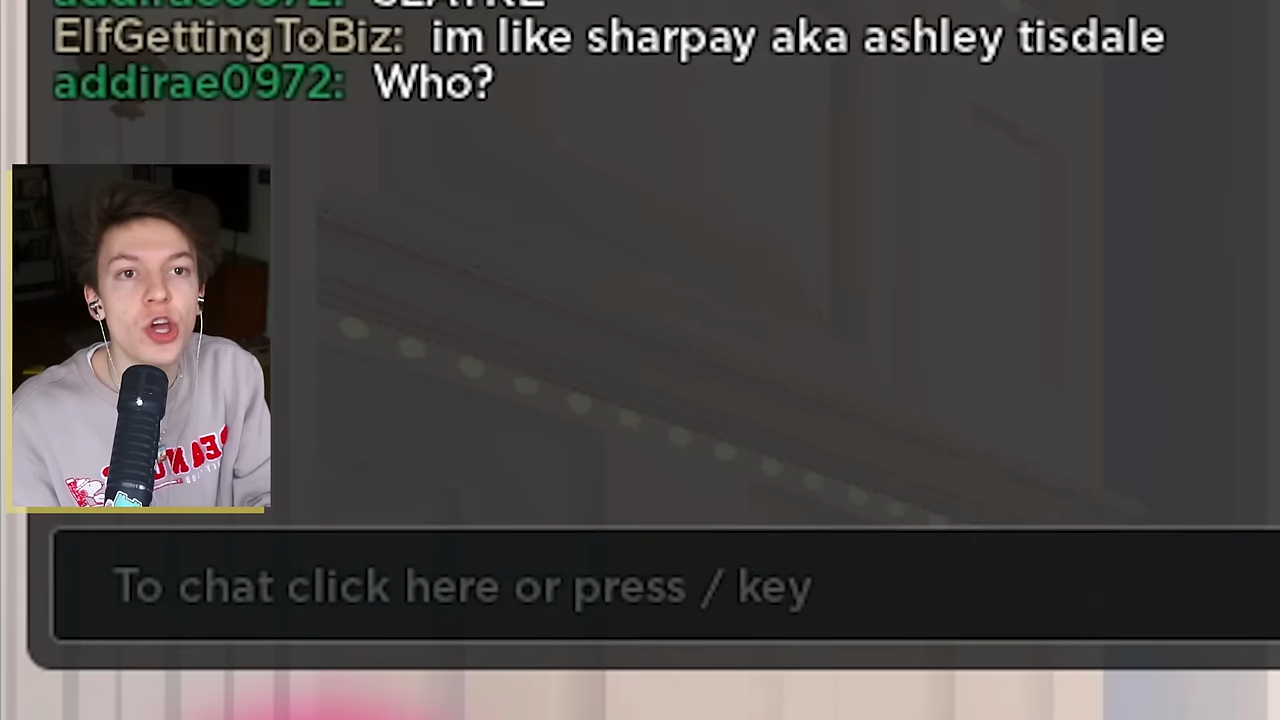 ElfGettingToBiz: im like sharpay aka ashley tisdale
addirae0972: Who?
To chat click here or press / key